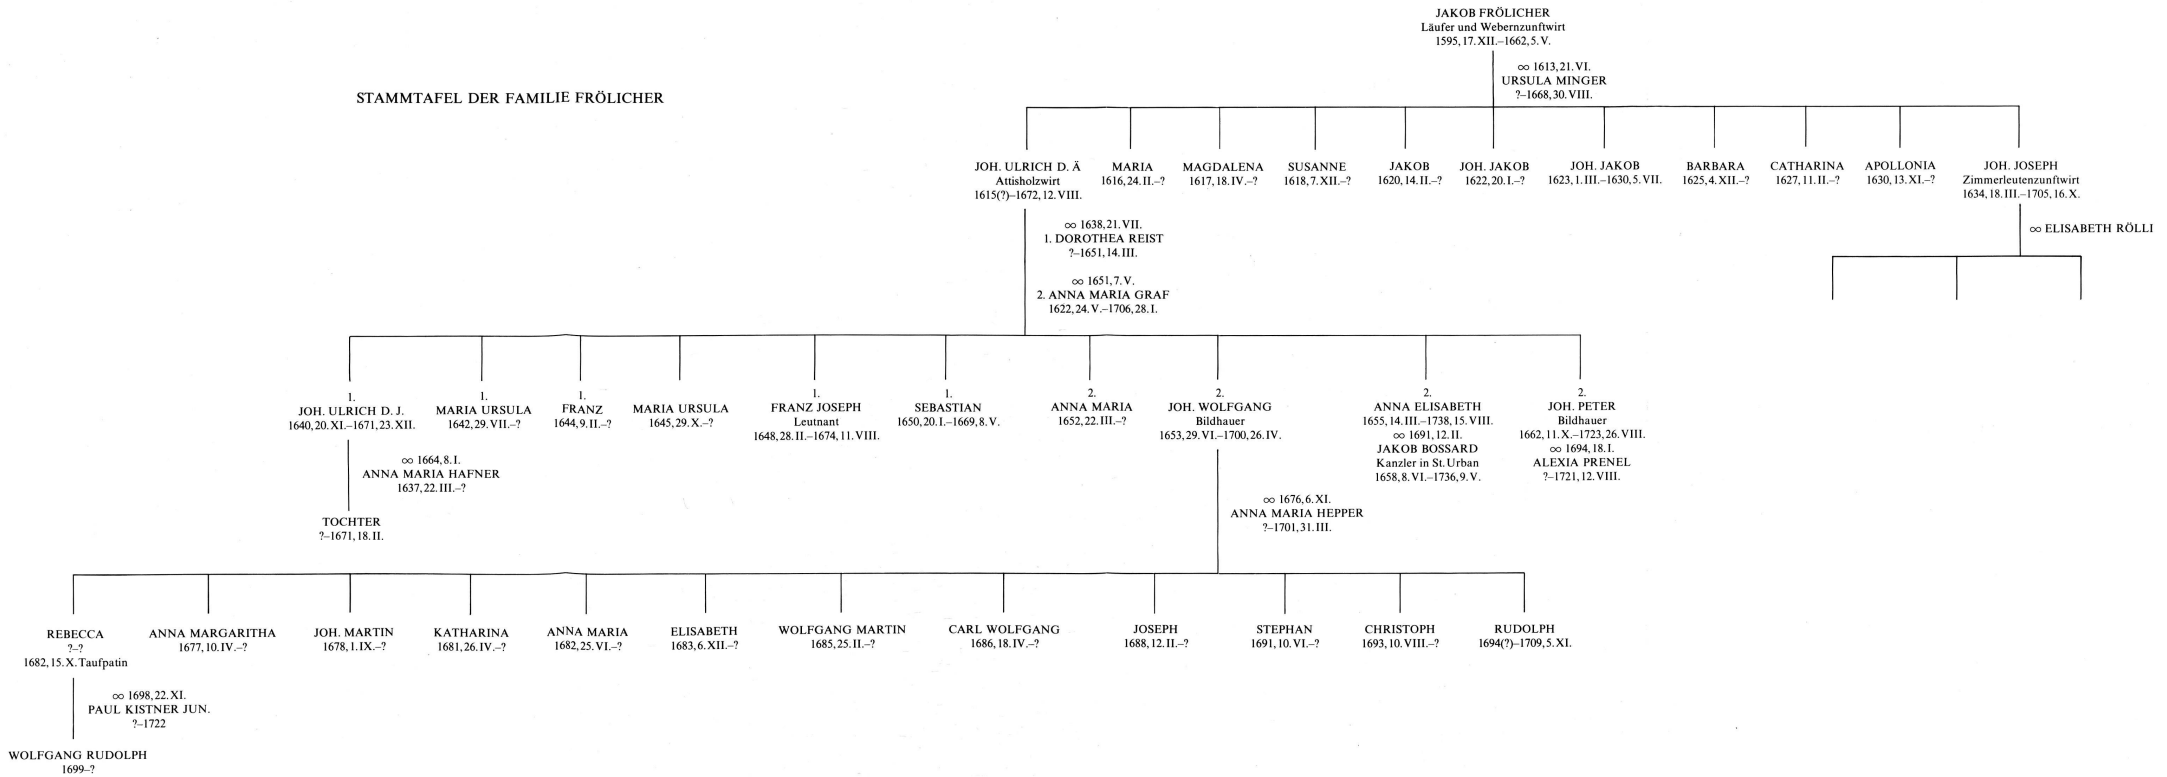 JAKOB FRÖLICHER
Läufer und Webernzunftwirt
1595, 17. XII.–1662, 5. V.
∞ 1613, 21. VI.
URSULA MINGER
?–1668, 30. VIII.
STAMMTAFEL DER FAMILIE FRÖLICHER
JOH. ULRICH D. Ä
Attisholzwirt
1615(?)–1672, 12. VIII.
MARIA
1616, 24. II.–?
MAGDALENA
1617, 18. IV.–?
SUSANNE
1618, 7. XII.–?
JAKOB
1620, 14. II.–?
JOH. JAKOB
1622, 20. I.–?
JOH. JAKOB
1623, 1. III.–1630, 5. VII.
BARBARA
1625, 4. XII.–?
CATHARINA
1627, 11. II.–?
APOLLONIA
1630, 13. XI.–?
JOH. JOSEPH
Zimmerleutenzunftwirt
1634, 18. III.–1705, 16. X.
∞ ELISABETH RÖLLI
∞ 1638, 21. VII.
1. DOROTHEA REIST
?–1651, 14. III.
∞ 1651, 7. V.
2. ANNA MARIA GRAF
1622, 24. V.–1706, 28. I.
1.
JOH. ULRICH D. J.
1640, 20. XI.–1671, 23. XII.
1.
MARIA URSULA
1642, 29. VII.–?
1.
FRANZ
1644, 9. II.–?
MARIA URSULA
1645, 29. X.–?
1.
FRANZ JOSEPH
Leutnant
1648, 28. II.–1674, 11. VIII.
1.
SEBASTIAN
1650, 20. I.–1669, 8. V.
2.
ANNA MARIA
1652, 22. III.–?
2.
JOH. WOLFGANG
Bildhauer
1653, 29. VI.–1700, 26. IV.
2.
ANNA ELISABETH
1655, 14. III.–1738, 15. VIII.
∞ 1691, 12. II.
JAKOB BOSSARD
Kanzler in St. Urban
1658, 8. VI.–1736, 9. V.
2.
JOH. PETER
Bildhauer
1662, 11. X.–1723, 26. VIII.
∞ 1694, 18. I.
ALEXIA PRENEL
?–1721, 12. VIII.
∞ 1664, 8. I.
ANNA MARIA HAFNER
1637, 22. III.–?
TOCHTER
?–1671, 18. II.
∞ 1676, 6. XI.
ANNA MARIA HEPPER
?–1701, 31. III.
REBECCA
?–?
1682, 15. X. Taufpatin
ANNA MARGARITHA
1677, 10. IV.–?
JOH. MARTIN
1678, 1. IX.–?
KATHARINA
1681, 26. IV.–?
ANNA MARIA
1682, 25. VI.–?
ELISABETH
1683, 6. XII.–?
WOLFGANG MARTIN
1685, 25. II.–?
CARL WOLFGANG
1686, 18. IV.–?
JOSEPH
1688, 12. II.–?
STEPHAN
1691, 10. VI.–?
CHRISTOPH
1693, 10. VIII.–?
RUDOLPH
1694(?)–1709, 5. XI.
∞ 1698, 22. XI.
PAUL KISTNER JUN.
?–1722
WOLFGANG RUDOLPH
1699–?